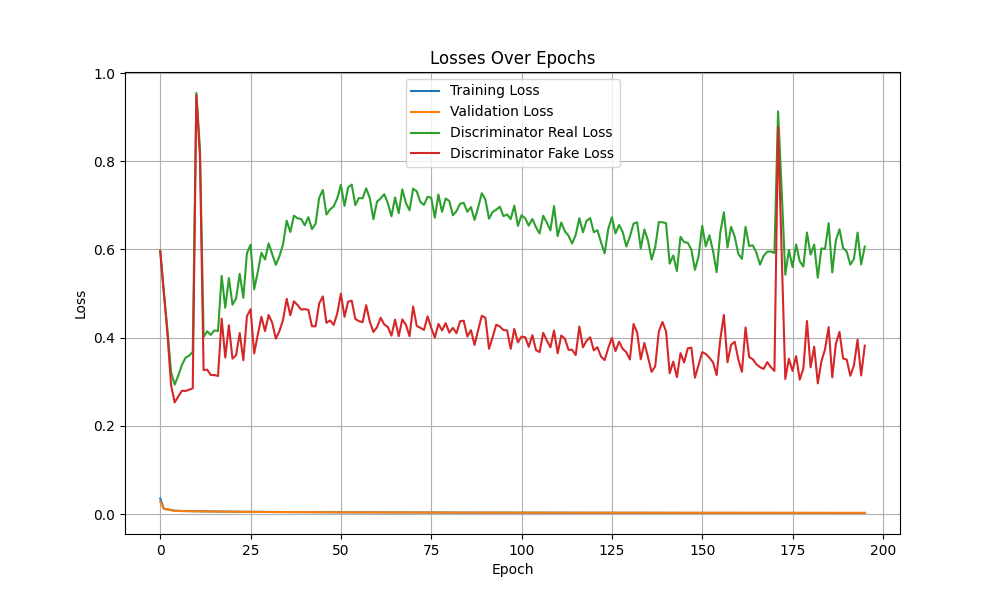 Losses Over Epochs
Training Loss
Validation Loss
Discriminator Real Loss
Discriminator Fake Loss
1.0
0.8
0.6
0.4
0.2
0.0
Loss
0 25 50 75 100 125 150 175 200
Epoch